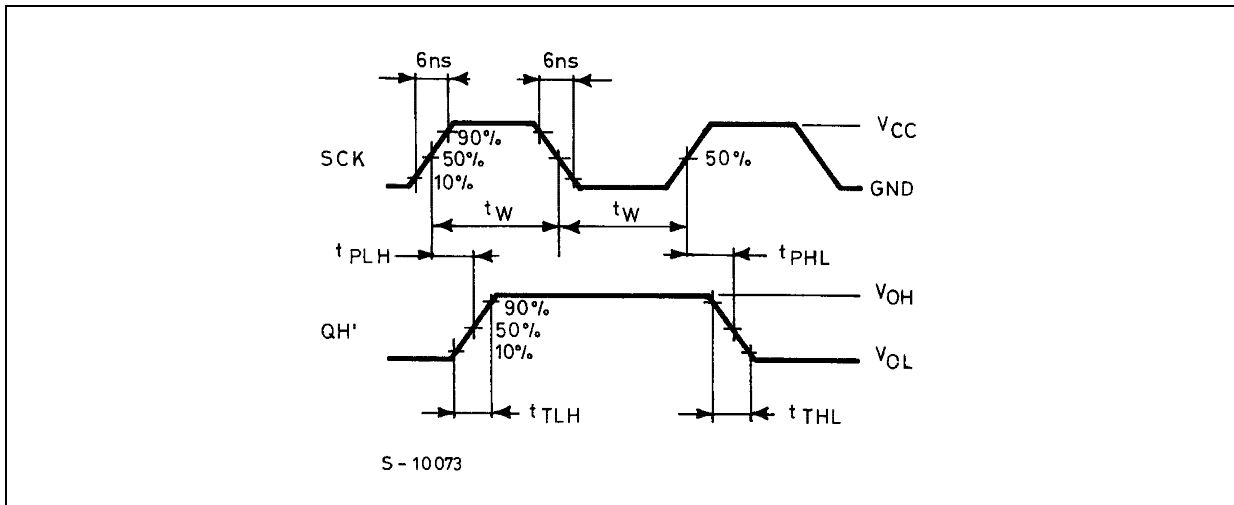 6ns 6ns
90%
SCK 50% 50%
10%
VCC
GND
tW tW
tPLH tPHL
90%
QH' 50%
10%
VOH
VOL
tTLH tTHL
S-10073